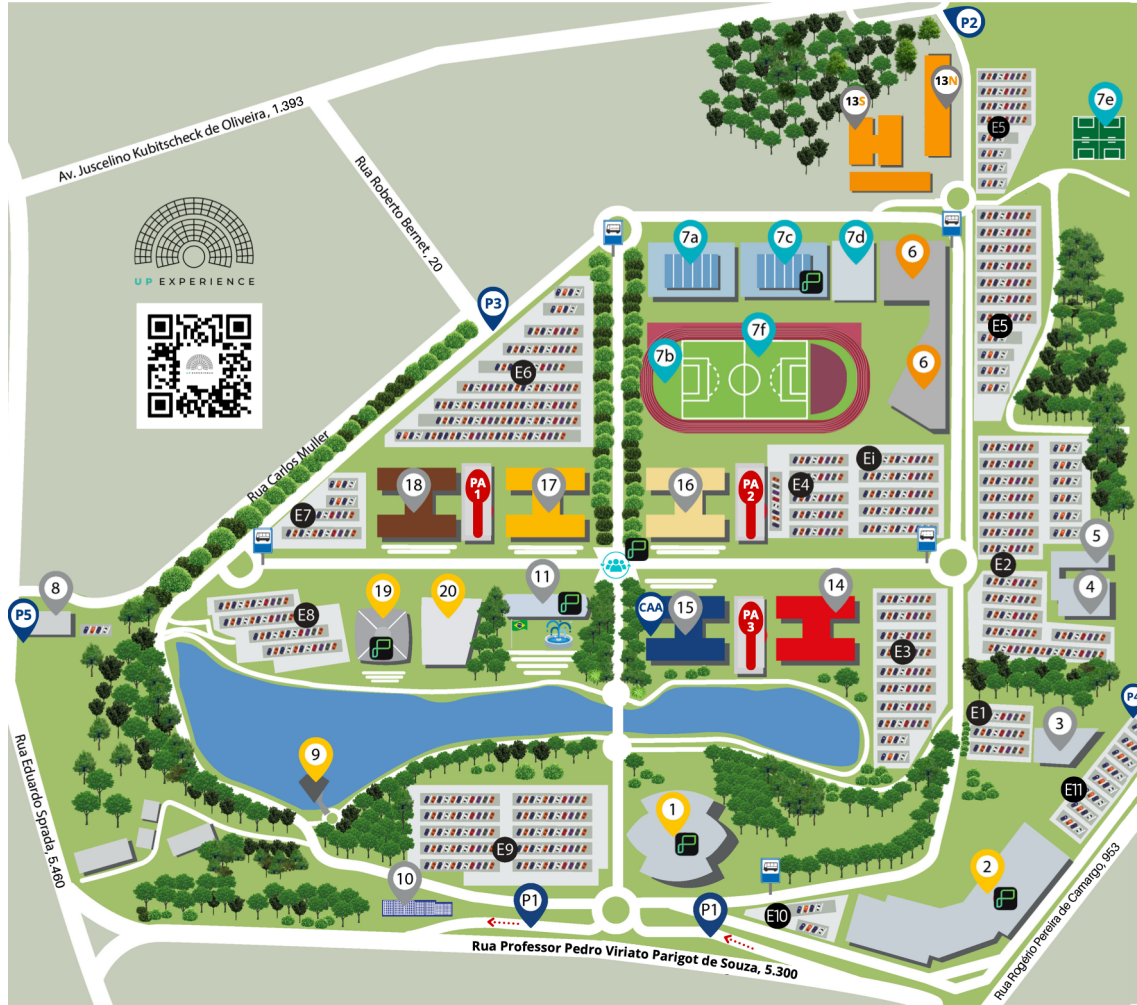 P2
13N
13S
7e
E5
Av. Juscelino Kubitscheck de Oliveira, 1.393
Rua Roberto Bernet, 20
UP EXPERIENCE
7a
7c
7d
6
P3
7f
7b
6
E5
E6
Rua Carlos Muller
18
PA
1
17
16
PA
2
E4
Ei
E7
5
E2
4
8
P5
E8
19
20
11
CAA
15
PA
3
14
E3
P4
E1
3
Rua Eduardo Sprada, 5.460
9
1
E11
E9
2
10
P1
P1
E10
Rua Professor Pedro Viriato Parigot de Souza, 5.300
Rua Rogério Pereira de Camargo, 953